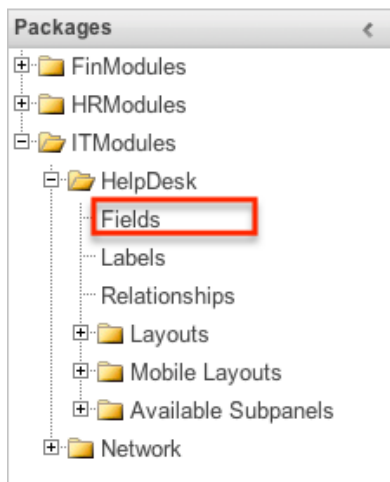 Packages
FinModules
HRModules
ITModules
HelpDesk
Fields
Labels
Relationships
Layouts
Mobile Layouts
Available Subpanels
Network